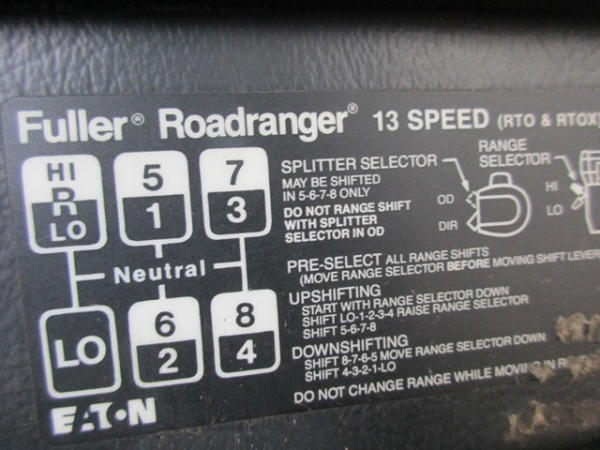 Fuller® Roadranger® 13 SPEED (RTO & RTOX)
HI
R
LO
5
1
7
3
Neutral
LO
6
2
8
4
EATON
SPLITTER SELECTOR
MAY BE SHIFTED
IN 5-6-7-8 ONLY
DO NOT RANGE SHIFT
WITH SPLITTER
SELECTOR IN OD
OD
DIR
RANGE
SELECTOR
HI
LO
PRE-SELECT ALL RANGE SHIFTS
(MOVE RANGE SELECTOR BEFORE MOVING SHIFT LEVER
UPSHIFTING
START WITH RANGE SELECTOR DOWN
SHIFT LO-1-2-3-4 RAISE RANGE SELECTOR
SHIFT 5-6-7-8
DOWNSHIFTING
SHIFT 8-7-6-5 MOVE RANGE SELECTOR DOWN
SHIFT 4-3-2-1-LO
DO NOT CHANGE RANGE WHILE MOVING IN R